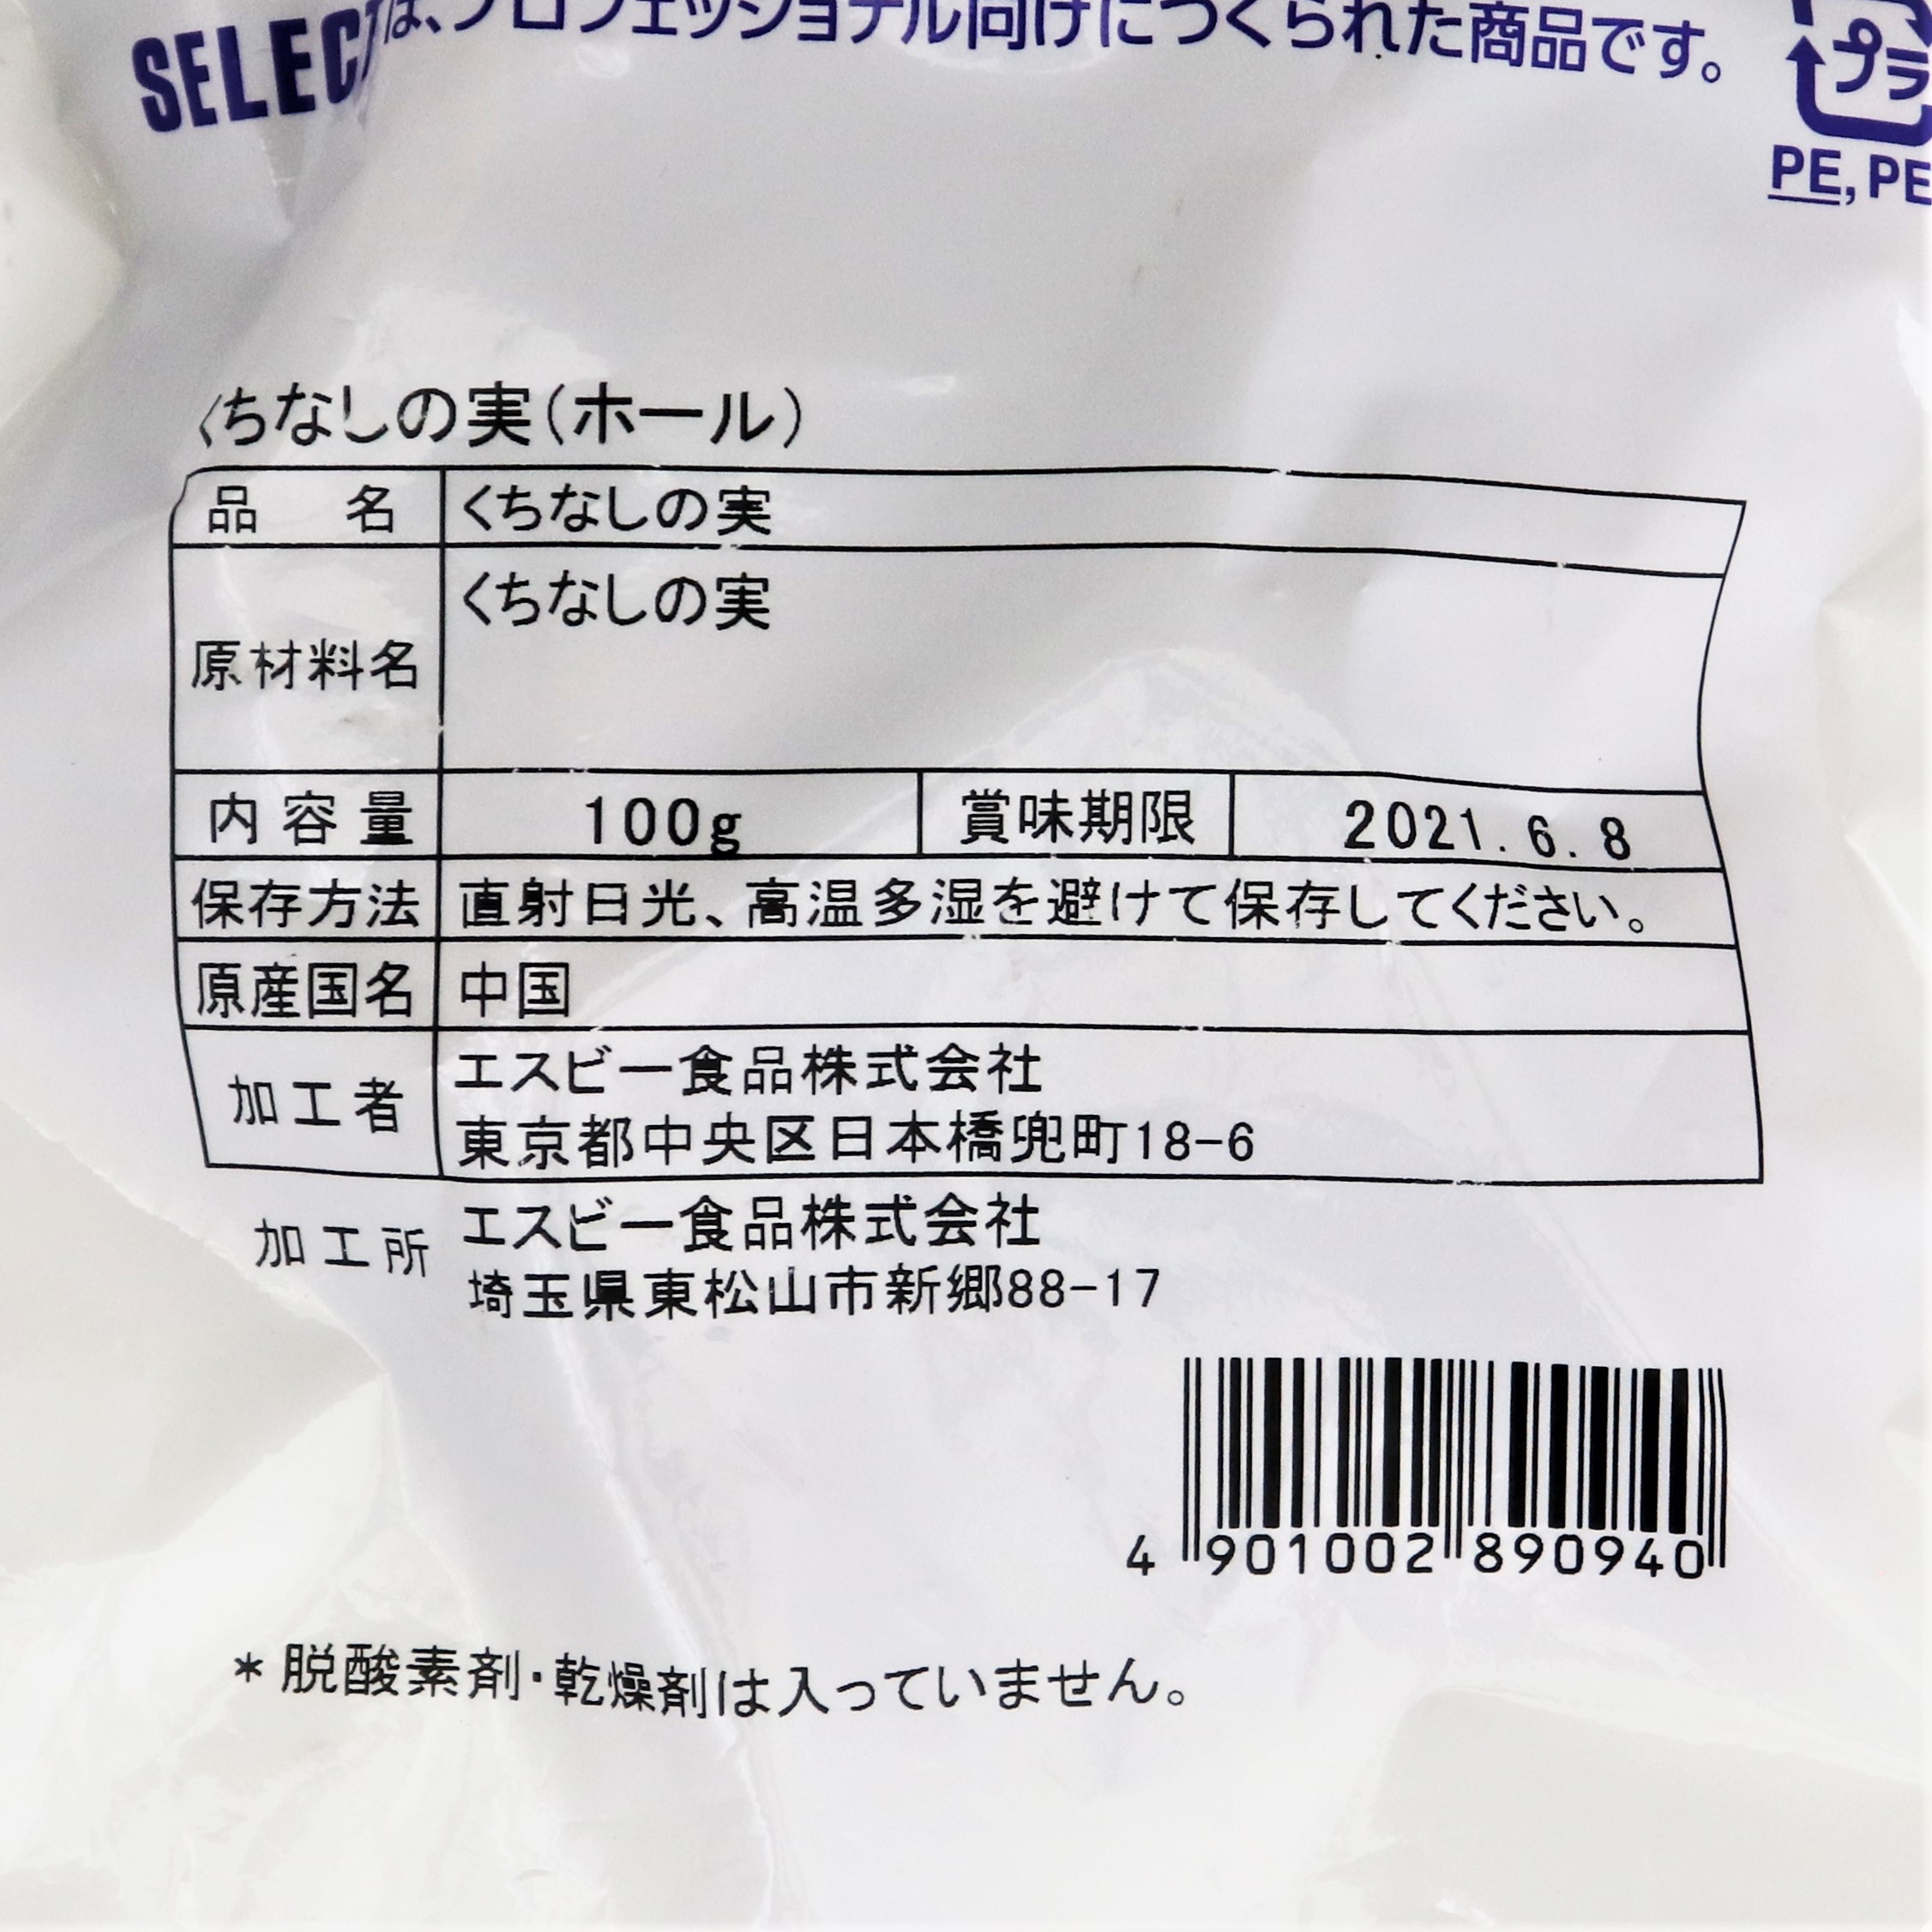 SELECTは、プロフェッショナル向けにつくられた商品です。
プラ
PE, PE
くちなしの実(ホール)
品 名 くちなしの実
原材料名 くちなしの実
内容量 100g 賞味期限 2021.6.8
保存方法 直射日光、高温多湿を避けて保存してください。
原産国名 中国
加工者 エスビー食品株式会社
東京都中央区日本橋兜町18-6
加工所 エスビー食品株式会社
埼玉県東松山市新郷88-17
4 901002 890940
*脱酸素剤・乾燥剤は入っていません。